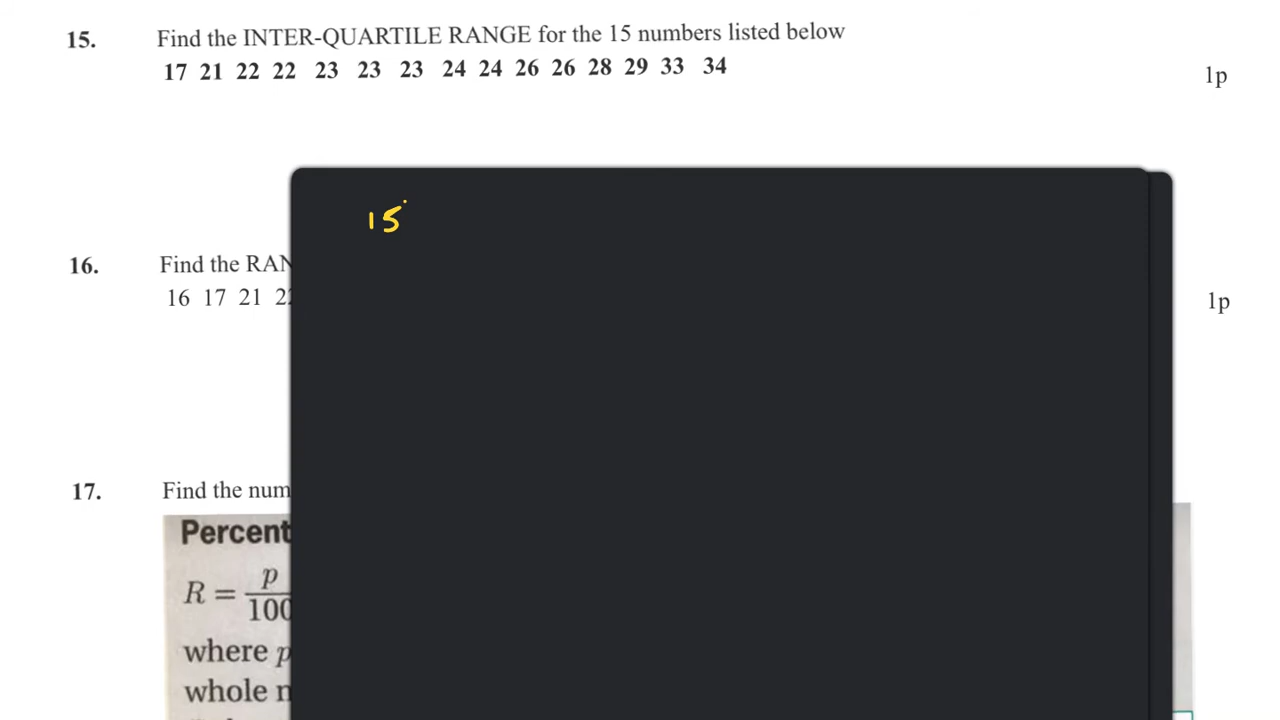 15. Find the INTER-QUARTILE RANGE for the 15 numbers listed below
17 21 22 22 23 23 23 24 24 26 26 28 29 33 34
1p
15
16. Find the RAN
16 17 21 2
1p
17. Find the num
Percent
R = p/100
where p
whole n